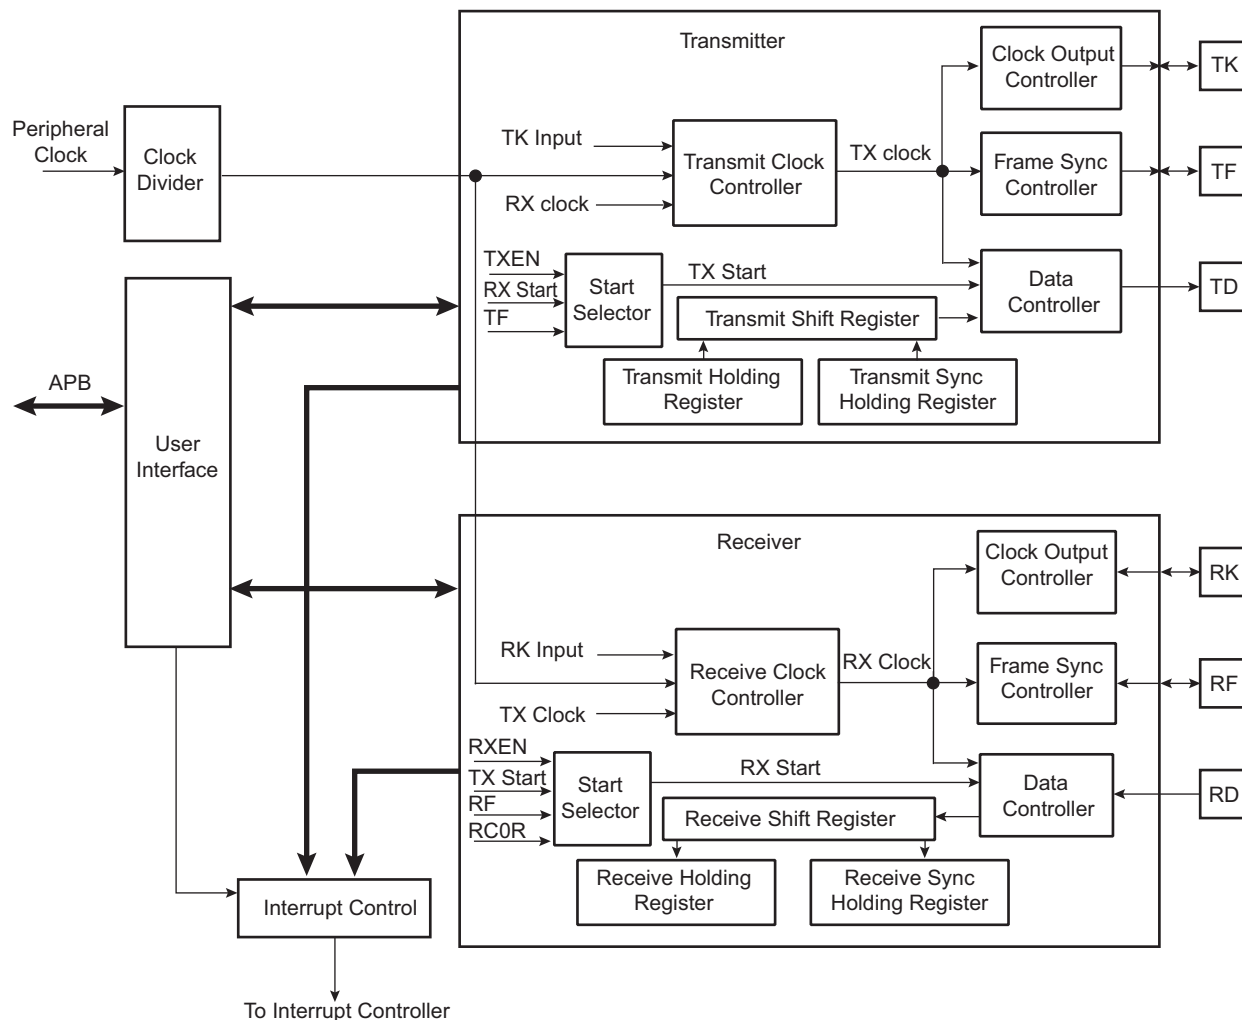 Transmitter
Clock Output
Controller
TK
Peripheral
Clock
Clock
Divider
TK Input
Transmit Clock
Controller
TX clock
Frame Sync
Controller
TF
RX clock
TXEN
RX Start
TF
Start
Selector
TX Start
Data
Controller
TD
Transmit Shift Register
Transmit Holding
Register
Transmit Sync
Holding Register
APB
User
Interface
Receiver
Clock Output
Controller
RK
RK Input
Receive Clock
Controller
RX Clock
Frame Sync
Controller
RF
TX Clock
RXEN
TX Start
RF
RC0R
Start
Selector
RX Start
Data
Controller
RD
Receive Shift Register
Receive Holding
Register
Receive Sync
Holding Register
Interrupt Control
To Interrupt Controller